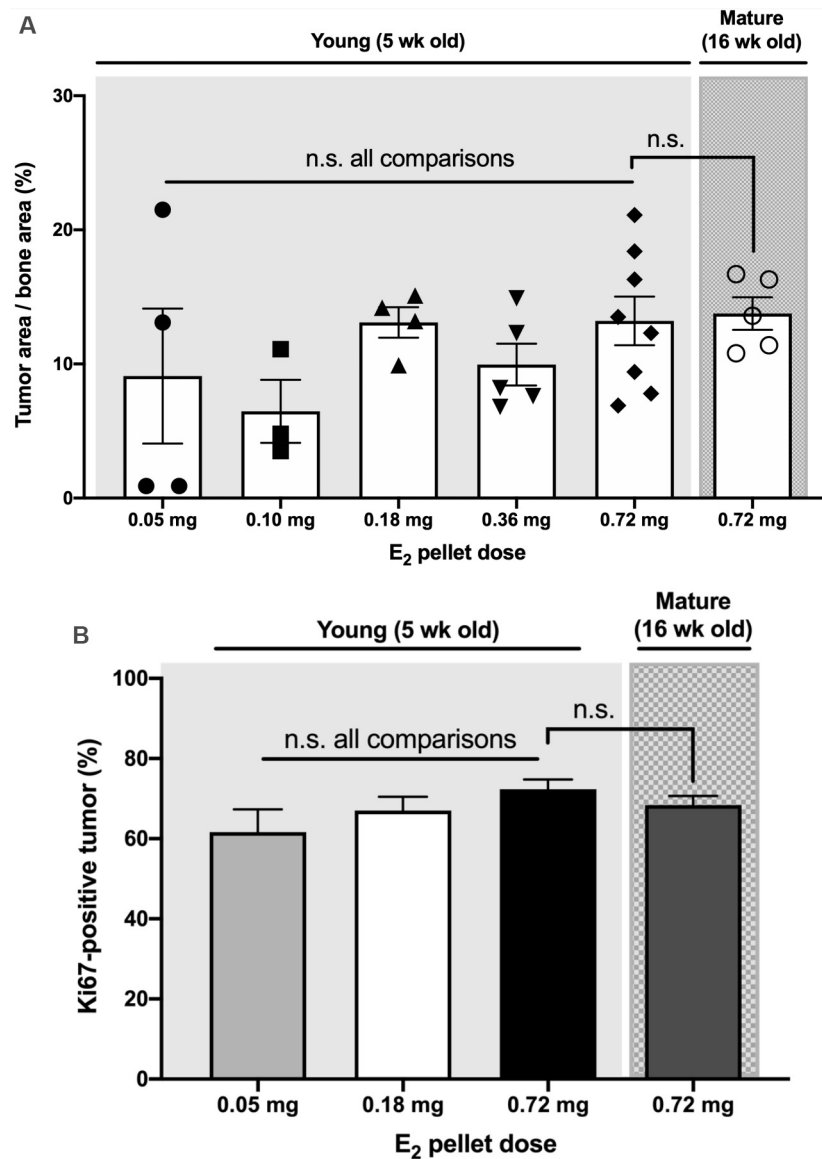 A
Young (5 wk old)
Mature
(16 wk old)
Tumor area / bone area (%)
30
20
10
0
n.s. all comparisons
n.s.
0.05 mg 0.10 mg 0.18 mg 0.36 mg 0.72 mg 0.72 mg
E₂ pellet dose
B
Young (5 wk old)
Mature
(16 wk old)
Ki67-positive tumor (%)
100
80
60
40
20
0
n.s. all comparisons
n.s.
0.05 mg 0.18 mg 0.72 mg 0.72 mg
E₂ pellet dose